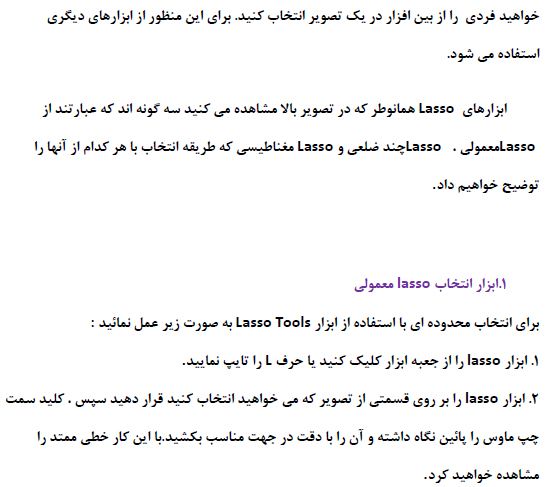 خواهید فردی را از بین افزار در یک تصویر انتخاب کنید. برای این منظور از ابزارهای دیگری
استفاده می شود.
ابزارهای Lasso همانوطر که در تصویر بالا مشاهده می کنید سه گونه اند که عبارتند از
Lassoمعمولی ، Lassoچند ضلعی و Lasso مغناطیسی که طریقه انتخاب با هر کدام از آنها را
توضیح خواهیم داد.
۱.ابزار انتخاب lasso معمولی
برای انتخاب محدوده ای با استفاده از ابزار Lasso Tools به صورت زیر عمل نمائید :
۱. ابزار lasso را از جعبه ابزار کلیک کنید یا حرف L را تایپ نمایید.
۲. ابزار lasso را بر روی قسمتی از تصویر که می خواهید انتخاب کنید قرار دهید سپس ، کلید سمت
چپ ماوس را پائین نگاه داشته و آن را با دقت در جهت مناسب بکشید.با این کار خطی ممتد را
مشاهده خواهید کرد.